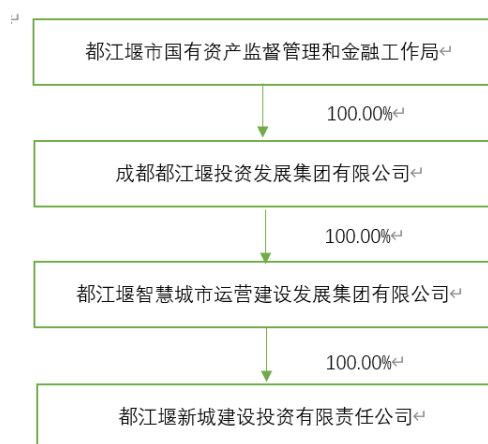 都江堰市国有资产监督管理和金融工作局
100.00%
成都都江堰投资发展集团有限公司
100.00%
都江堰智慧城市运营建设发展集团有限公司
100.00%
都江堰新城建设投资有限责任公司